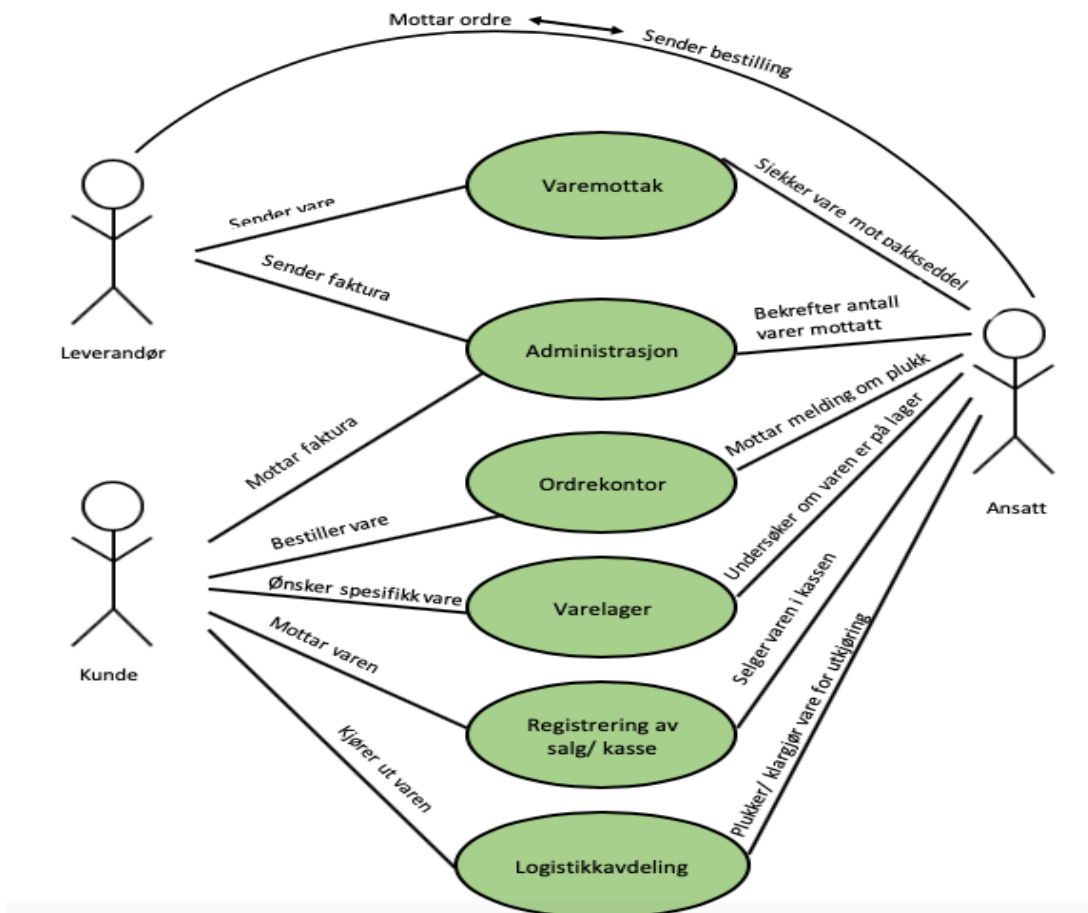 Mottar ordre
Sender bestilling
Varemottak
Sjekker vare mot pakkseddel
Sender vare
Sender faktura
Bekrefter antall
varer mottatt
Leverandør
Administrasjon
Mottar melding om plukk
Mottar faktura
Ordrekontor
Ansatt
Bestiller vare
Undersøker om varen er på lager
Ønsker spesifikk vare
Varelager
Mottar varen
Selger varen i kassen
Kunde
Registrering av
salg/ kasse
Kjører ut varen
Plukker/ klargjør vare for utkjøring
Logistikkavdeling